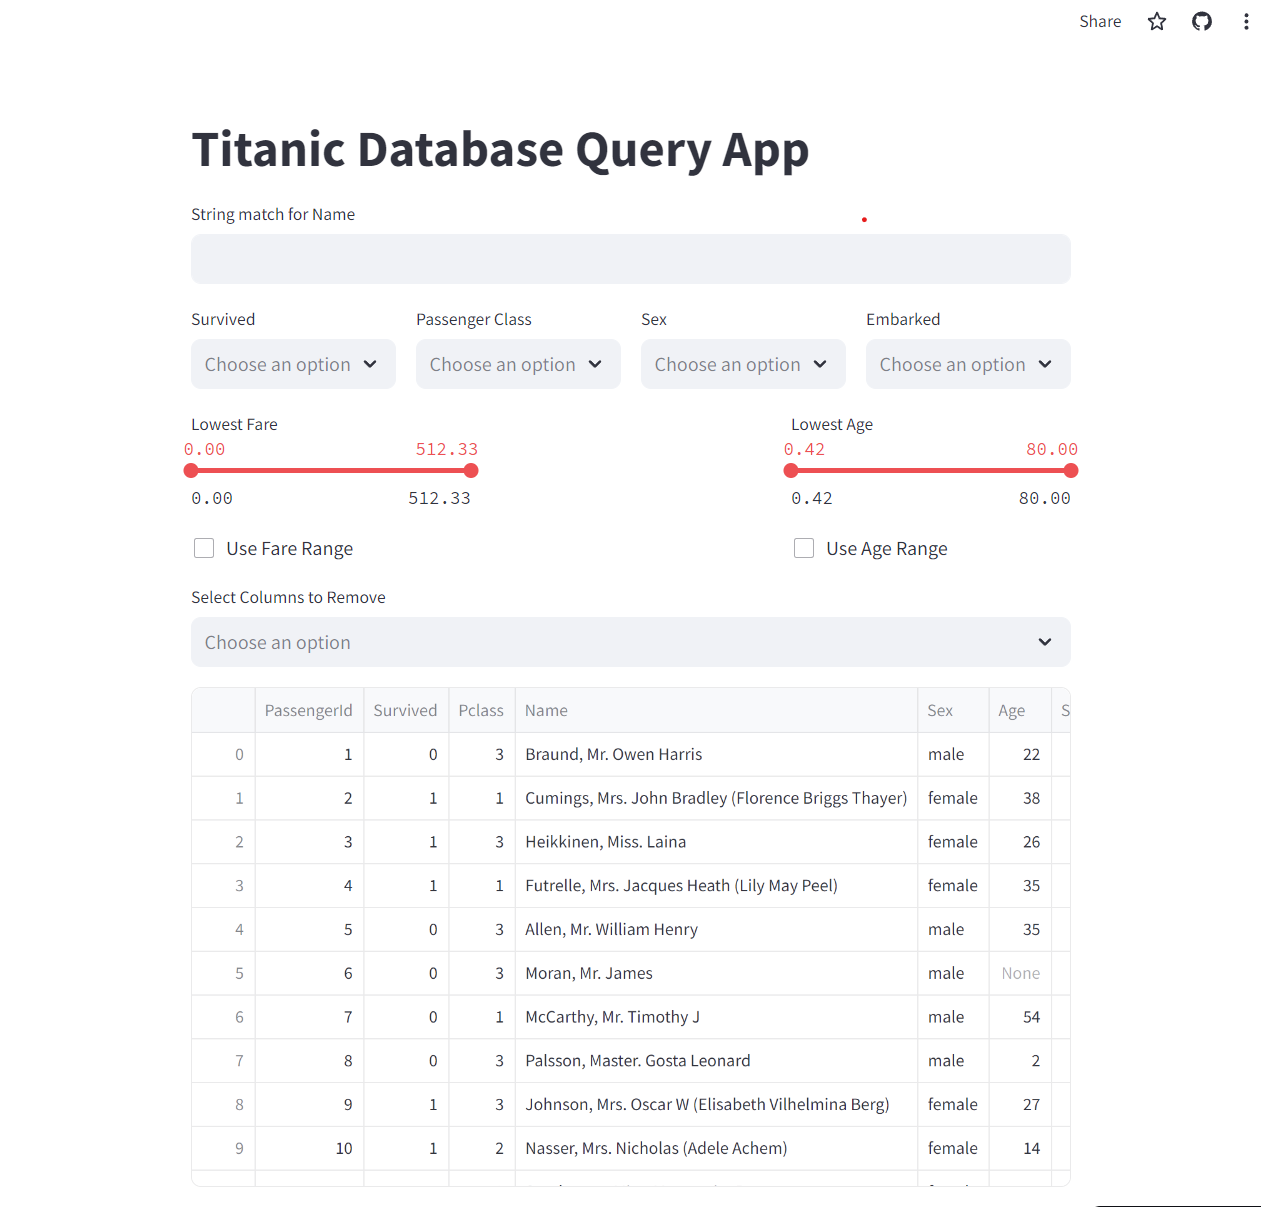 Share
Titanic Database Query App
String match for Name
Survived Passenger Class Sex Embarked
Choose an option Choose an option Choose an option Choose an option
Lowest Fare Lowest Age
0.00 512.33 0.42 80.00
0.00 512.33 0.42 80.00
Use Fare Range Use Age Range
Select Columns to Remove
Choose an option
PassengerId Survived Pclass Name Sex Age S
0 1 0 3 Braund, Mr. Owen Harris male 22
1 2 1 1 Cumings, Mrs. John Bradley (Florence Briggs Thayer) female 38
2 3 1 3 Heikkinen, Miss. Laina female 26
3 4 1 1 Futrelle, Mrs. Jacques Heath (Lily May Peel) female 35
4 5 0 3 Allen, Mr. William Henry male 35
5 6 0 3 Moran, Mr. James male None
6 7 0 1 McCarthy, Mr. Timothy J male 54
7 8 0 3 Palsson, Master. Gosta Leonard male 2
8 9 1 3 Johnson, Mrs. Oscar W (Elisabeth Vilhelmina Berg) female 27
9 10 1 2 Nasser, Mrs. Nicholas (Adele Achem) female 14